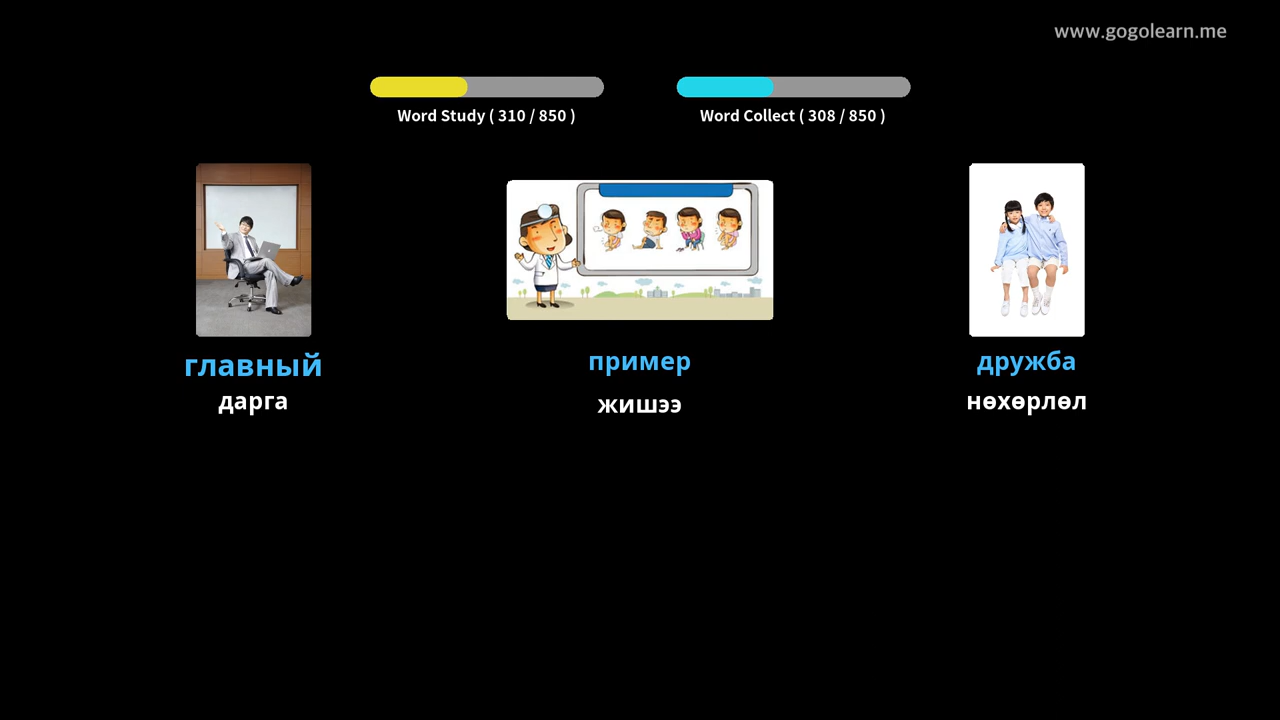 www.gogolearn.me
Word Study ( 310 / 850 )
Word Collect ( 308 / 850 )
главный
дарга
пример
жишээ
дружба
нөхөрлөл